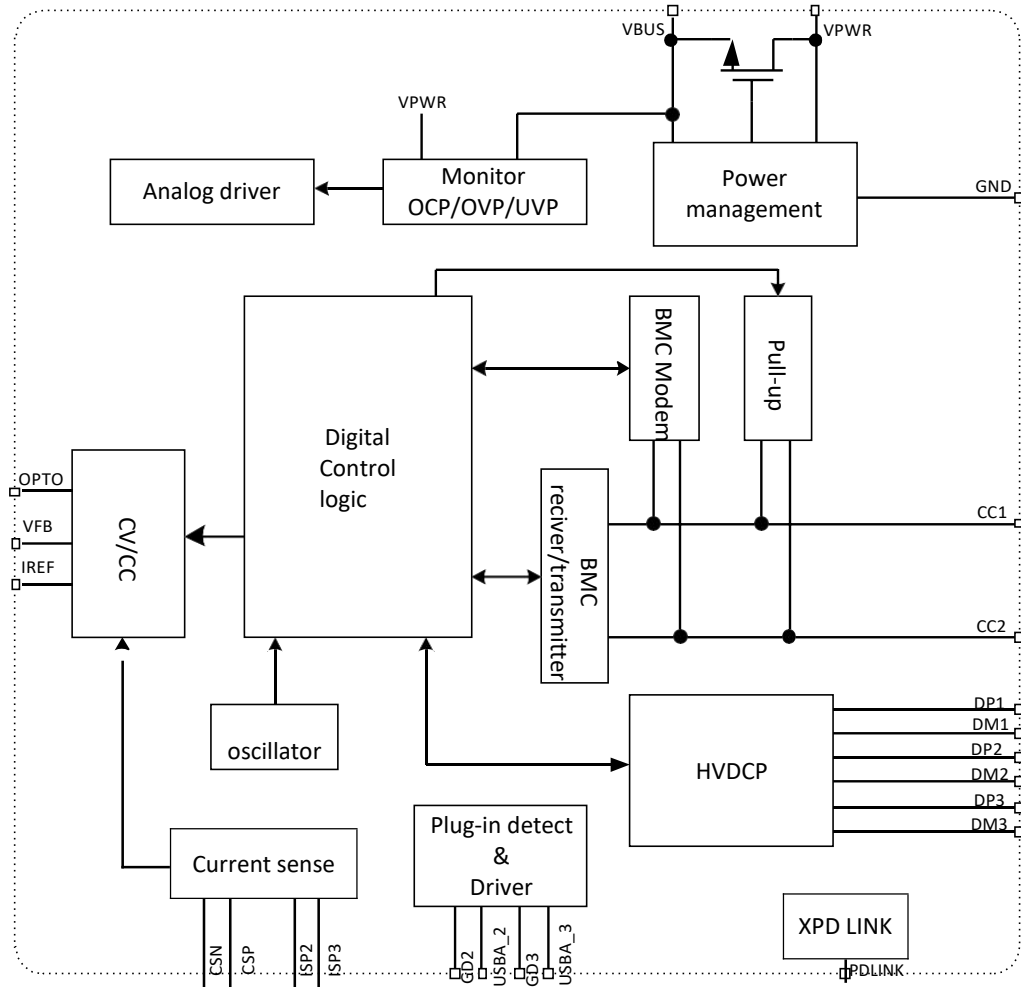 VBUS
VPWR
VPWR
Analog driver
Monitor
OCP/OVP/UVP
Power
management
GND
BMC Modem
Pull-up
Digital
Control
logic
OPTO
VFB
IREF
CV/CC
BMC
reciver/transmitter
CC1
CC2
oscillator
HVDCP
DP1
DM1
DP2
DM2
DP3
DM3
Plug-in detect
&
Driver
Current sense
XPD LINK
CSN
CSP
ISP2
ISP3
GD2
USBA_2
GD3
USBA_3
PDLINK